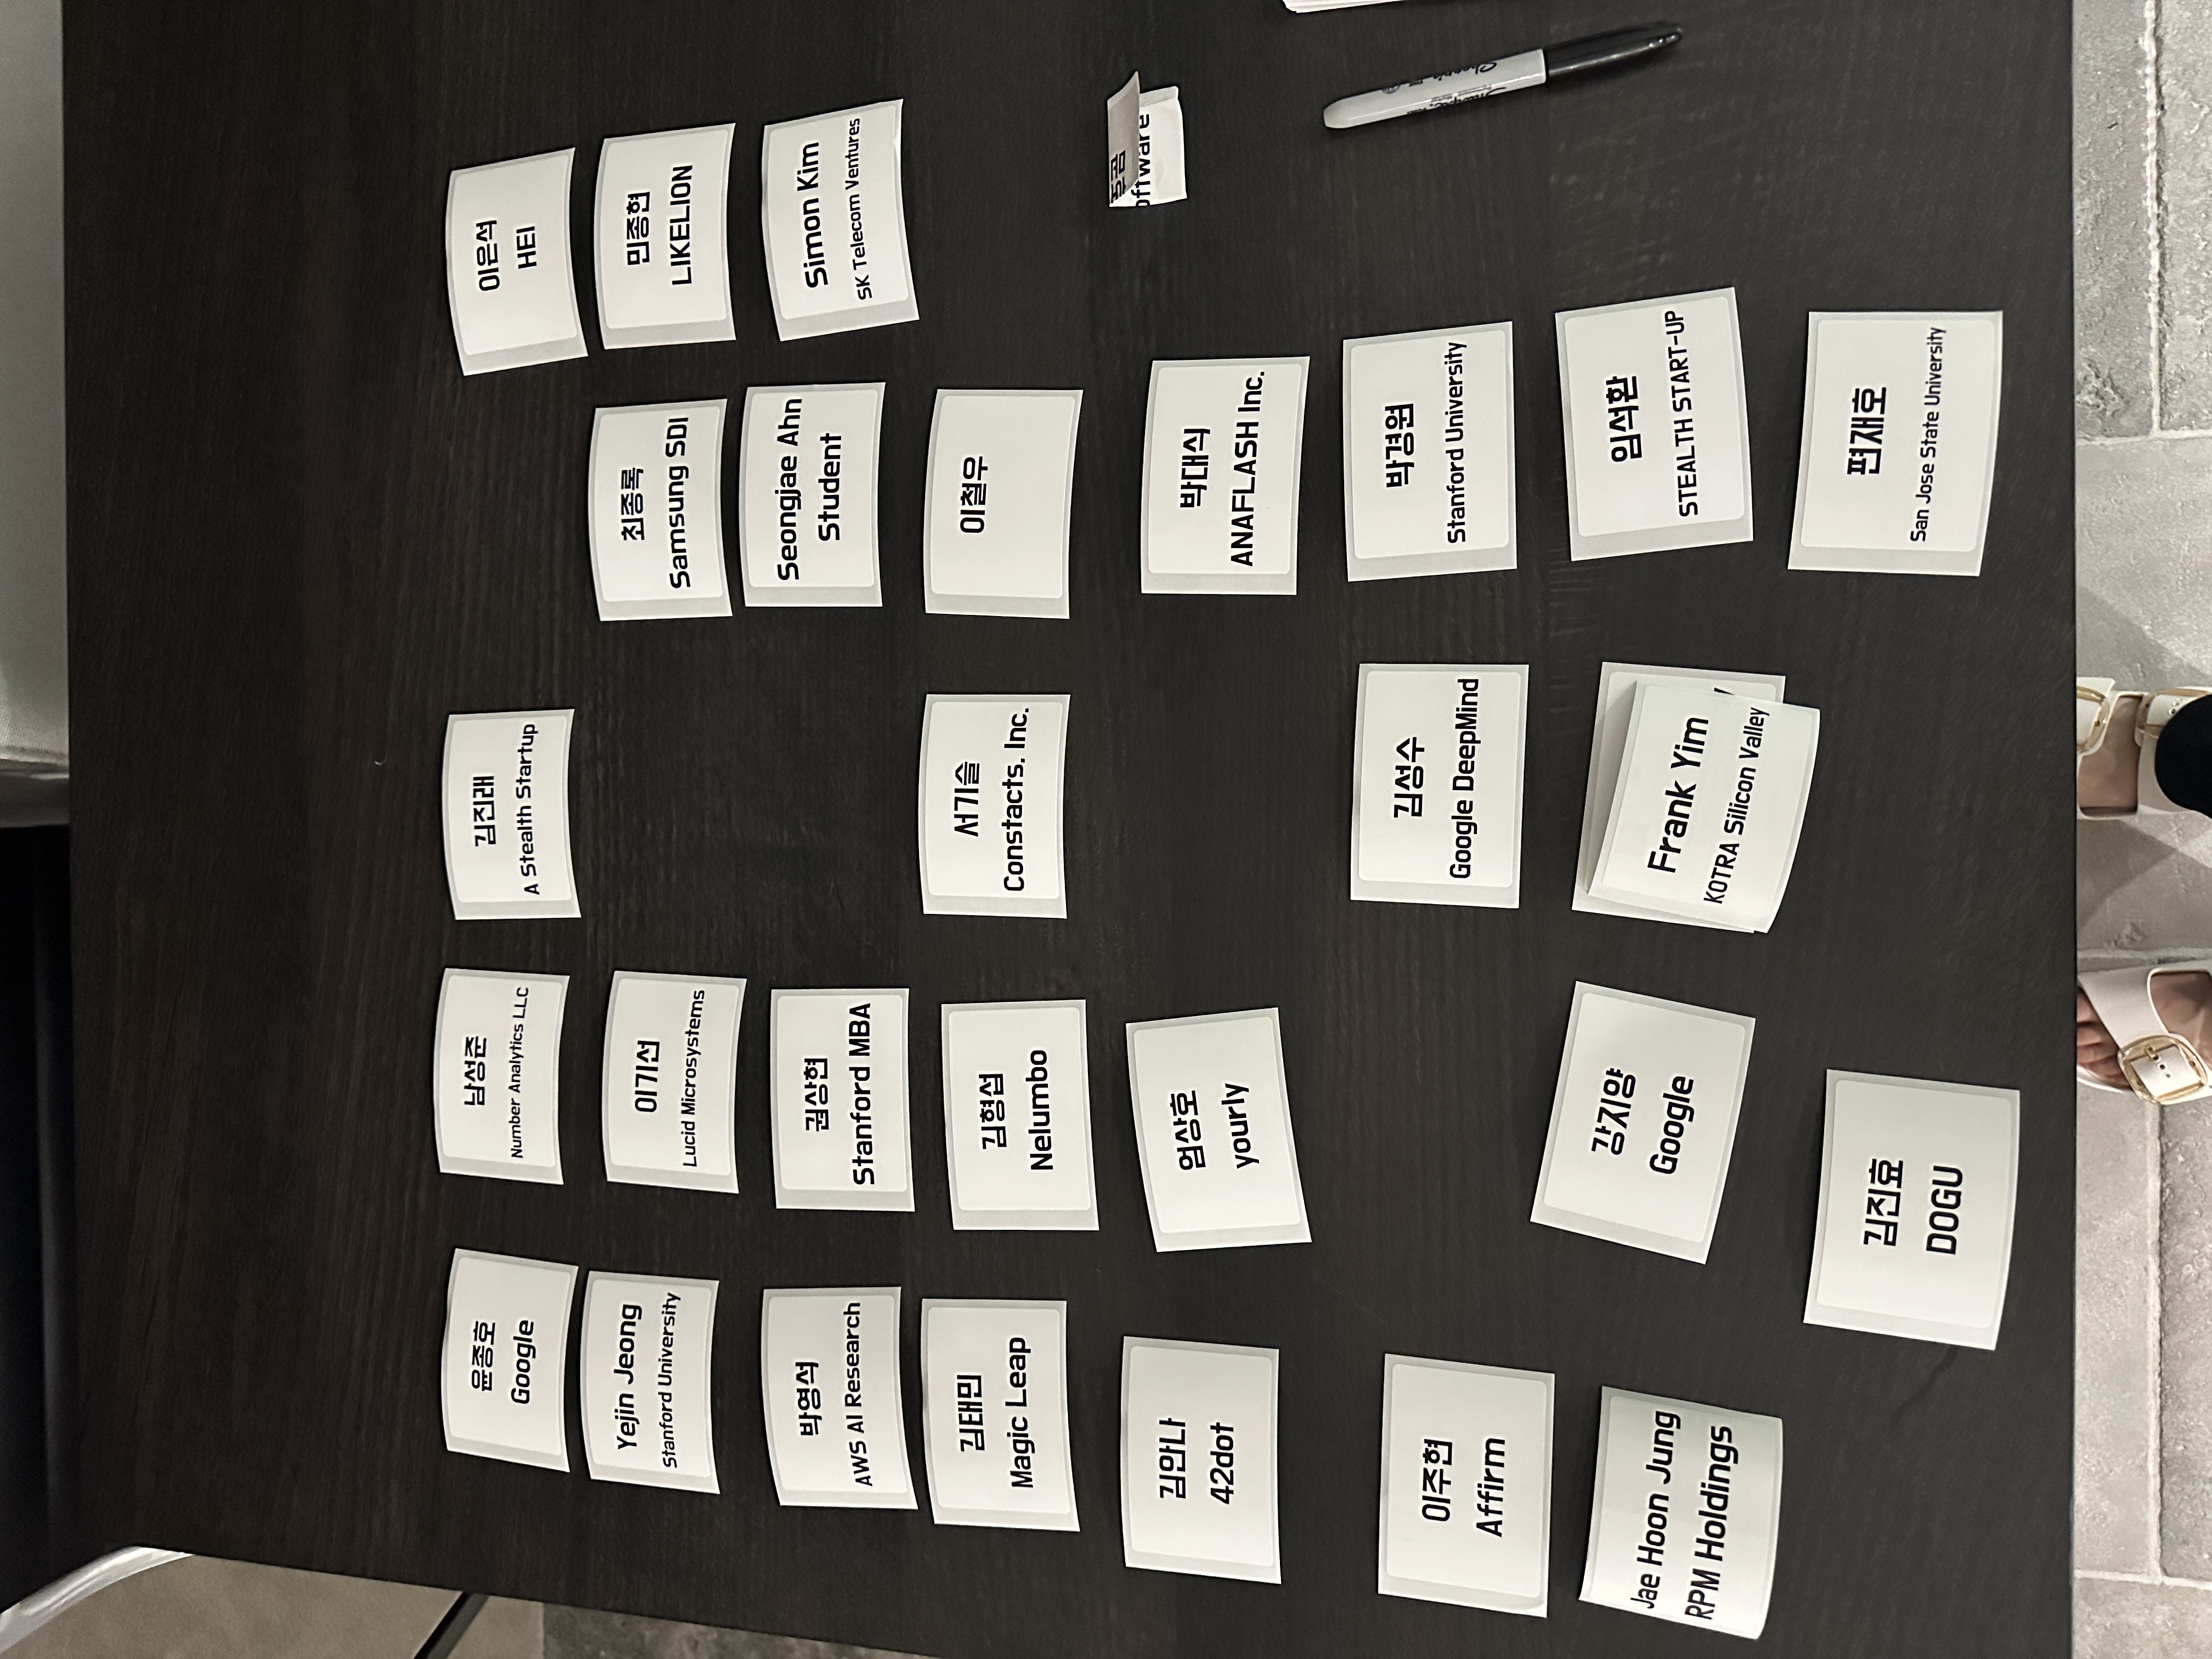 윤종호
Google
남성준
Number Analytics LLC
김진래
A Stealth Startup
이은석
HEI
Yejin Jeong
Stanford University
이기선
Lucid Microsystems
최종록
Samsung SDI
민종현
LIKELION
박영석
AWS AI Research
권상현
Stanford MBA
Seongjae Ahn
Student
Simon Kim
SK Telecom Ventures
김태민
Magic Leap
김형섭
Nelumbo
서기슬
Constacts, Inc.
이철우
김안나
42dot
엄상호
yourly
박대식
ANAFLASH Inc.
이주현
Affirm
김성수
Google DeepMind
박경원
Stanford University
Jae Hoon Jung
RPM Holdings
강지양
Google
Frank Yim
KOTRA Silicon Valley
임석환
STEALTH START-UP
김진효
DOGU
편재호
San Jose State University
Sharpie